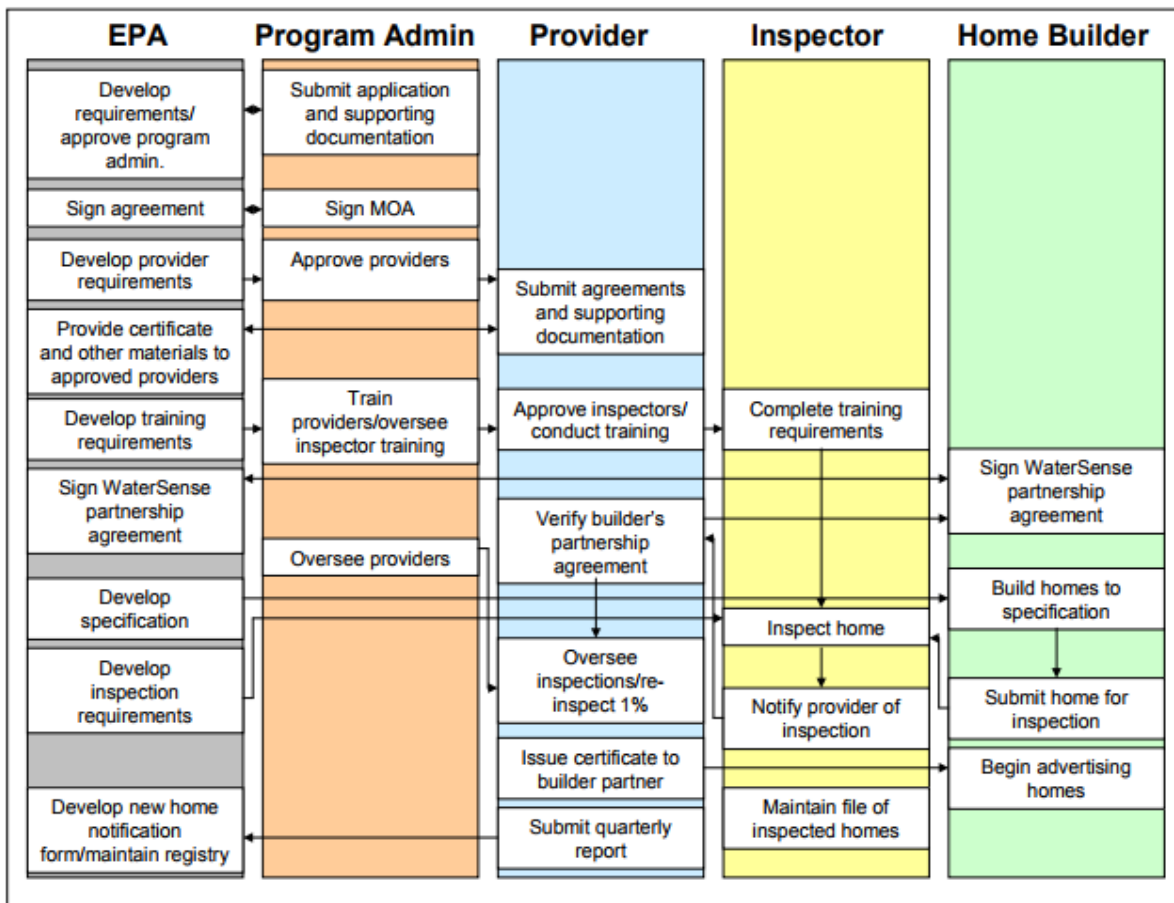 EPA
Program Admin
Provider
Inspector
Home Builder
Develop
requirements/
approve program
admin.
Submit application
and supporting
documentation
Sign agreement
Sign MOA
Develop provider
requirements
Approve providers
Submit agreements
and supporting
documentation
Provide certificate
and other materials to
approved providers
Develop training
requirements
Train
providers/oversee
inspector training
Approve inspectors/
conduct training
Complete training
requirements
Sign WaterSense
partnership
agreement
Sign WaterSense
partnership
agreement
Verify builder's
partnership
agreement
Oversee providers
Develop
specification
Build homes to
specification
Inspect home
Develop
inspection
requirements
Oversee
inspections/re-
inspect 1%
Notify provider of
inspection
Submit home for
inspection
Issue certificate to
builder partner
Begin advertising
homes
Develop new home
notification
form/maintain registry
Submit quarterly
report
Maintain file of
inspected homes